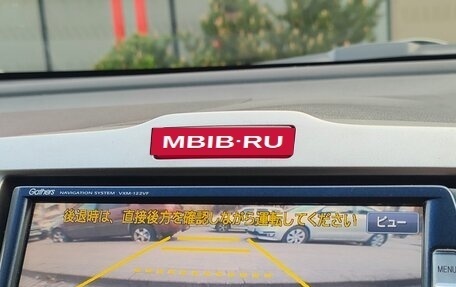 MBIB·RU
Gathers NAVIGATION SYSTEM VXM-122VF
後退時は、直接後方を確認しながら運転してください ビュー
MENU